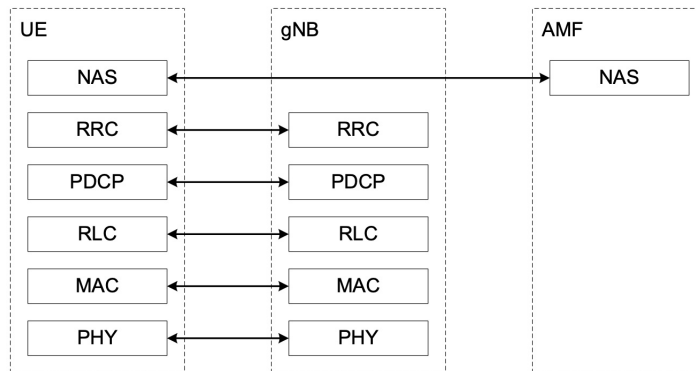 UE gNB AMF
NAS NAS
RRC RRC
PDCP PDCP
RLC RLC
MAC MAC
PHY PHY